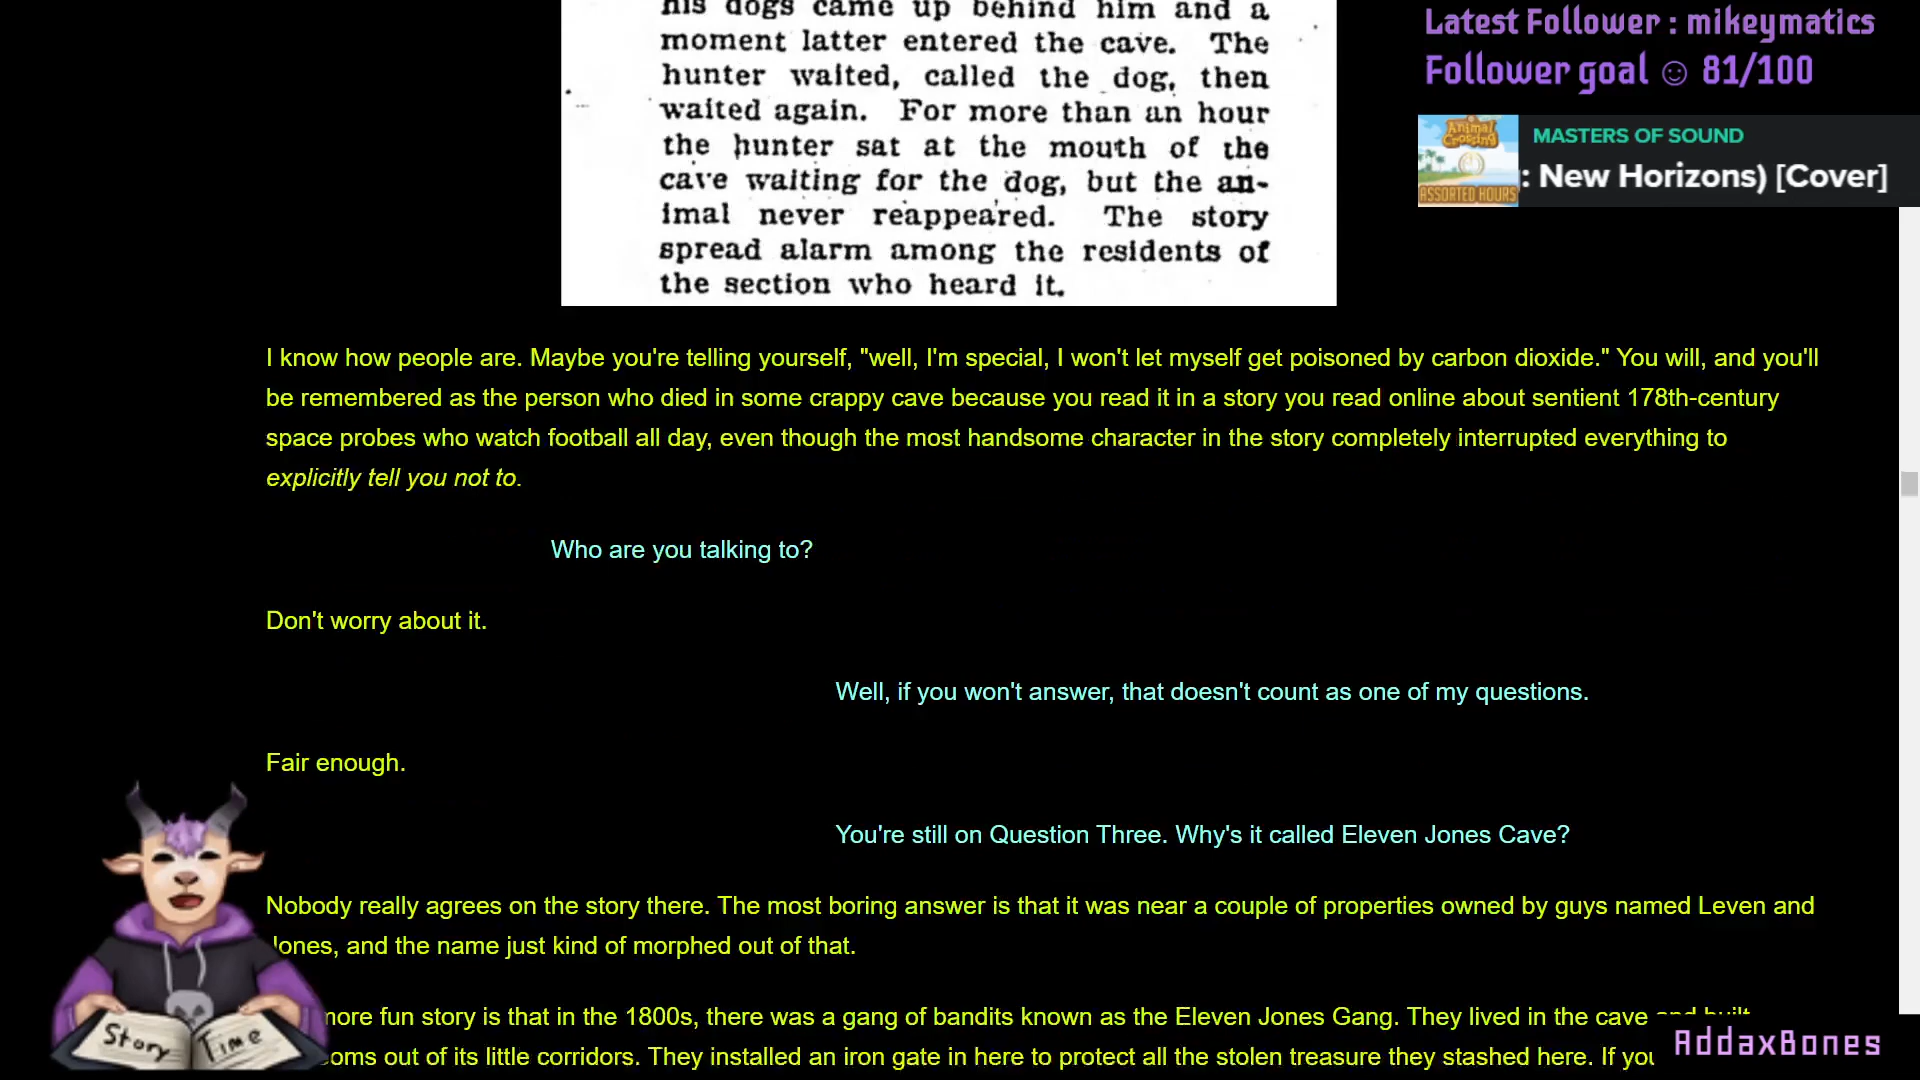 his dogs came up behind him and a
moment latter entered the cave. The
hunter waited, called the dog, then
waited again. For more than an hour
the hunter sat at the mouth of the
cave waiting for the dog, but the an-
imal never reappeared. The story
spread alarm among the residents of
the section who heard it.
Latest Follower : mikeymatics
Follower goal ☺ 81/100
Animal Crossing
ASSORTED HOURS
MASTERS OF SOUND
: New Horizons) [Cover]
I know how people are. Maybe you're telling yourself, "well, I'm special, I won't let myself get poisoned by carbon dioxide." You will, and you'll
be remembered as the person who died in some crappy cave because you read it in a story you read online about sentient 178th-century
space probes who watch football all day, even though the most handsome character in the story completely interrupted everything to
explicitly tell you not to.
Who are you talking to?
Don't worry about it.
Well, if you won't answer, that doesn't count as one of my questions.
Fair enough.
You're still on Question Three. Why's it called Eleven Jones Cave?
Nobody really agrees on the story there. The most boring answer is that it was near a couple of properties owned by guys named Leven and
Jones, and the name just kind of morphed out of that.
more fun story is that in the 1800s, there was a gang of bandits known as the Eleven Jones Gang. They lived in the cave and built
ooms out of its little corridors. They installed an iron gate in here to protect all the stolen treasure they stashed here. If you
Story Time
AddaxBones